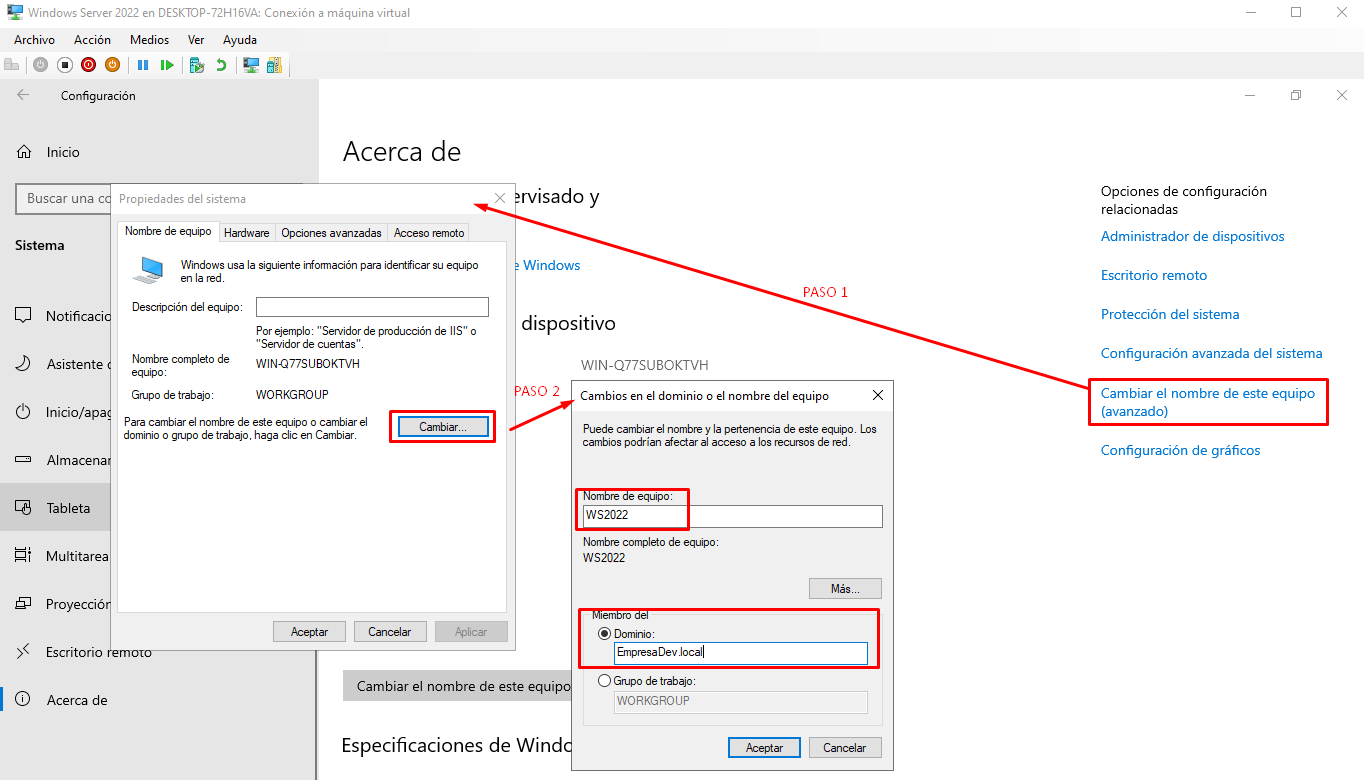 Windows Server 2022 en DESKTOP-72H16VA: Conexión a máquina virtual
Archivo Acción Medios Ver Ayuda
Configuración
Inicio
Buscar una co
Sistema
Notificacio
Asistente
Inicio/apag
Almacenar
Tableta
Multitarea
Proyección
Escritorio remoto
Acerca de
Acerca de
ervisado y
e Windows
dispositivo
WIN-Q77SUBOKTVH
Cambiar el nombre de este equipo
Especificaciones de Windo
Propiedades del sistema
Nombre de equipo Hardware Opciones avanzadas Acceso remoto
Windows usa la siguiente información para identificar su equipo
en la red.
Descripción del equipo:
Por ejemplo: "Servidor de producción de IIS" o
"Servidor de cuentas".
Nombre completo de
equipo:
WIN-Q77SUBOKTVH
Grupo de trabajo: WORKGROUP
Para cambiar el nombre de este equipo o cambiar el
dominio o grupo de trabajo, haga clic en Cambiar.
Cambiar...
Aceptar Cancelar Aplicar
PASO 1
PASO 2
Cambios en el dominio o el nombre del equipo
Puede cambiar el nombre y la pertenencia de este equipo. Los
cambios podrían afectar al acceso a los recursos de red.
Nombre de equipo:
WS2022
Nombre completo de equipo:
WS2022
Más...
Miembro del
Dominio:
EmpresaDev.local
Grupo de trabajo:
WORKGROUP
Aceptar Cancelar
Opciones de configuración
relacionadas
Administrador de dispositivos
Escritorio remoto
Protección del sistema
Configuración avanzada del sistema
Cambiar el nombre de este equipo
(avanzado)
Configuración de gráficos